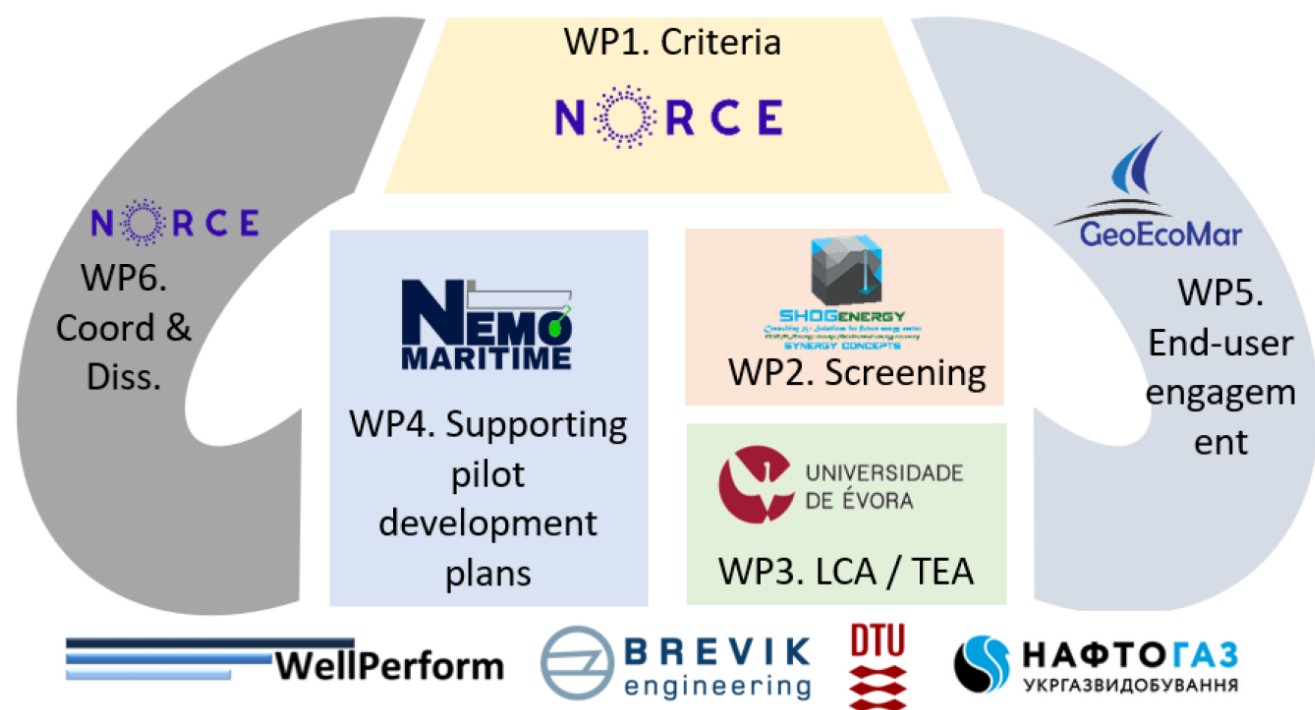 WP1. Criteria
NORCE
NORCE
WP6.
Coord &
Diss.
NEMO
MARITIME
WP4. Supporting
pilot
development
plans
SHOGENERGY
SYNERGY CONCEPTS
WP2. Screening
UNIVERSIDADE
DE ÉVORA
WP3. LCA / TEA
GeoEcoMar
WP5.
End-user
engagem
ent
WellPerform
BREVIK
engineering
DTU
НАФТОГАЗ
УКРГАЗВИДОБУВАННЯ